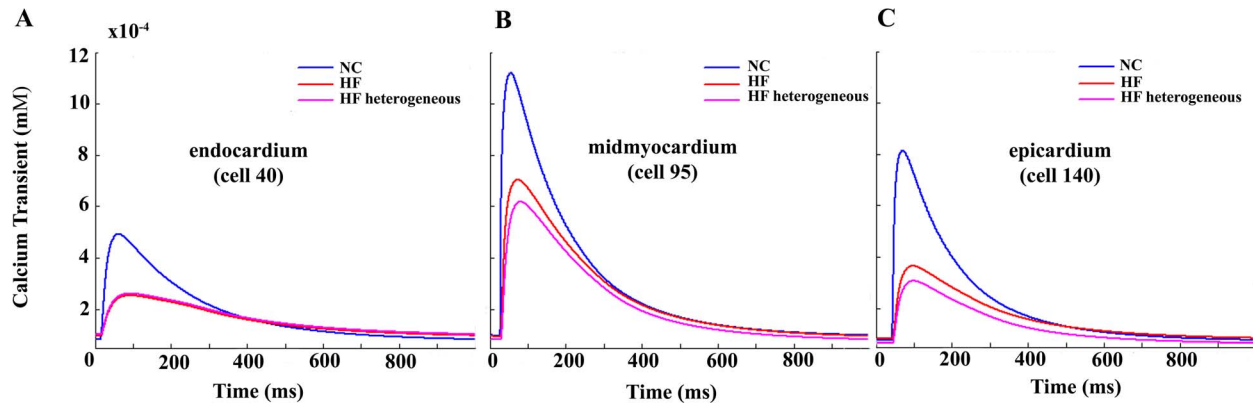 A
B
C
x10-4
12
10
8
6
4
2
Calcium Transient (mM)
NC
HF
HF heterogeneous
endocardium
(cell 40)
0
200
400
600
800
Time (ms)
NC
HF
HF heterogeneous
midmyocardium
(cell 95)
0
200
400
600
800
Time (ms)
NC
HF
HF heterogeneous
epicardium
(cell 140)
0
200
400
600
800
Time (ms)